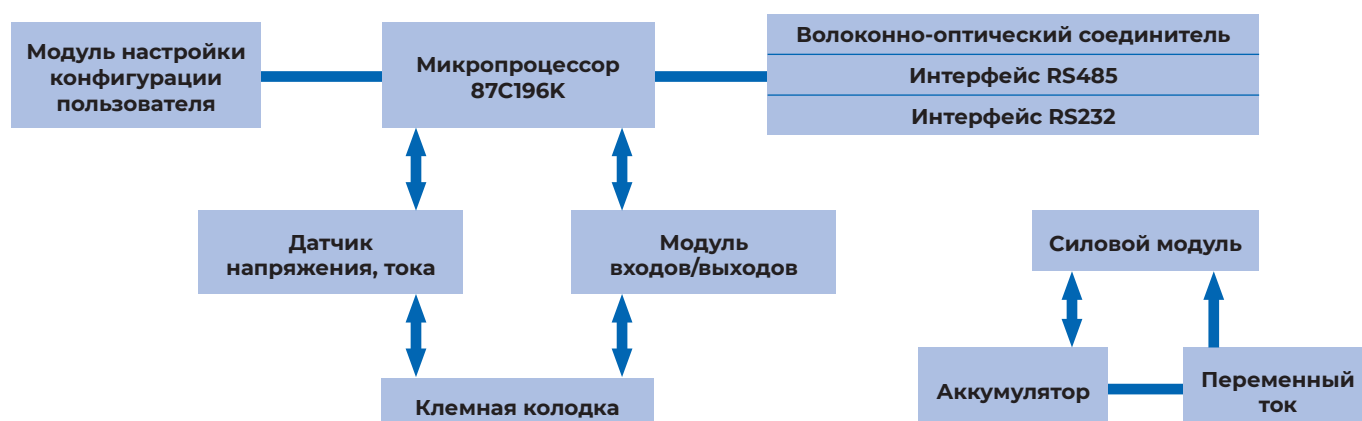 Модуль настройки
конфигурации
пользователя
Микропроцессор
87C196K
Волоконно-оптический соединитель
Интерфейс RS485
Интерфейс RS232
Датчик
напряжения, тока
Модуль
входов/выходов
Силовой модуль
Клемная колодка
Аккумулятор
Переменный
ток